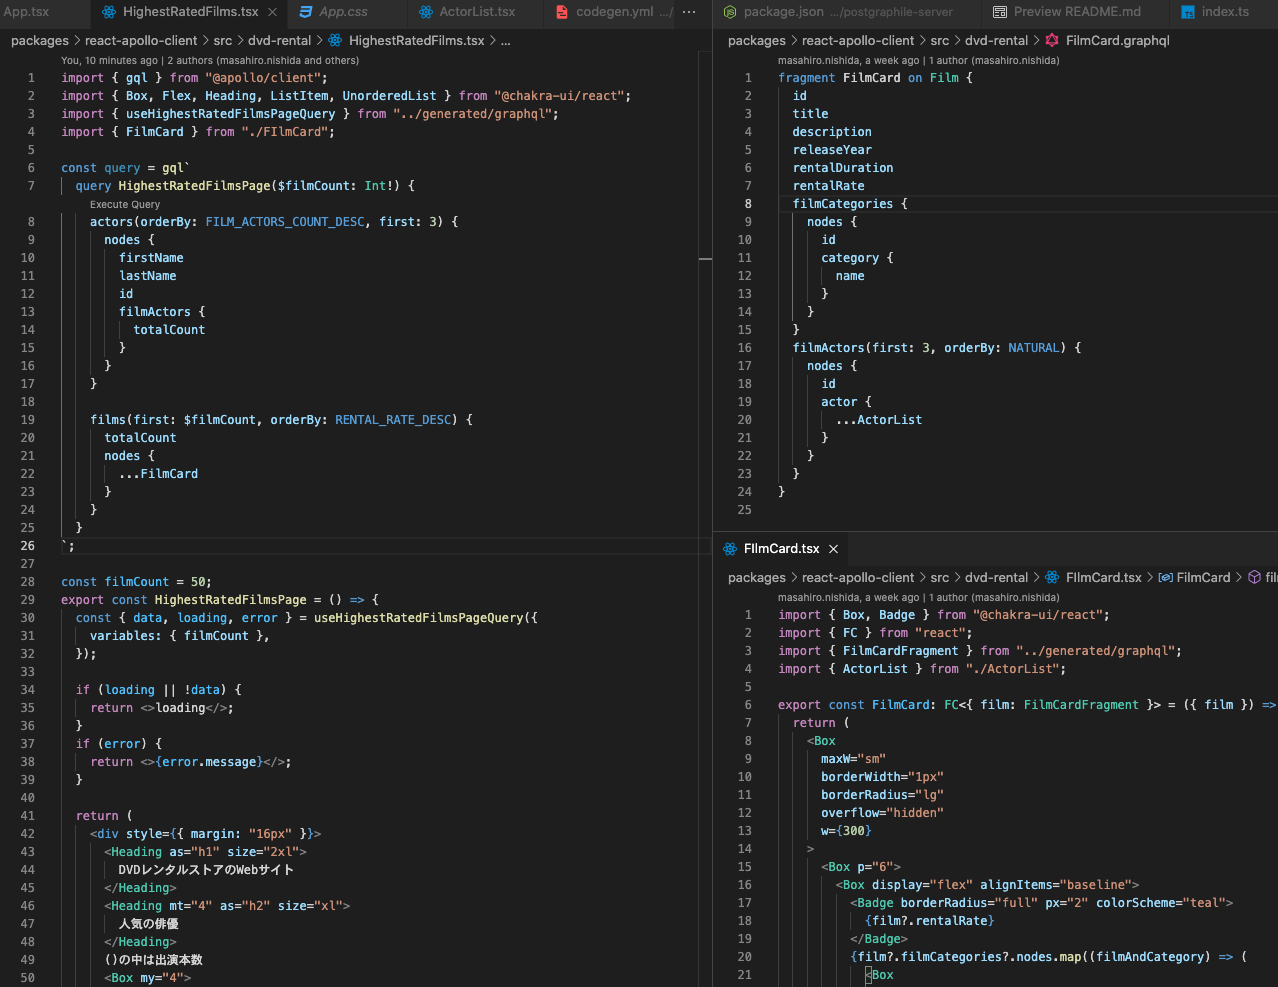 App.tsx
HighestRatedFilms.tsx ×
App.css
ActorList.tsx
codegen.yml .../
···
packages > react-apollo-client > src > dvd-rental > HighestRatedFilms.tsx > ...
You, 10 minutes ago | 2 authors (masahiro.nishida and others)
1 import { gql } from "@apollo/client";
2 import { Box, Flex, Heading, ListItem, UnorderedList } from "@chakra-ui/react";
3 import { useHighestRatedFilmsPageQuery } from "../generated/graphql";
4 import { FilmCard } from "./FIlmCard";
5
6 const query = gql`
7 query HighestRatedFilmsPage($filmCount: Int!) {
Execute Query
8 actors(orderBy: FILM_ACTORS_COUNT_DESC, first: 3) {
9 nodes {
10 firstName
11 lastName
12 id
13 filmActors {
14 totalCount
15 }
16 }
17 }
18
19 films(first: $filmCount, orderBy: RENTAL_RATE_DESC) {
20 totalCount
21 nodes {
22 ...FilmCard
23 }
24 }
25 }
26 `;
27
28 const filmCount = 50;
29 export const HighestRatedFilmsPage = () => {
30 const { data, loading, error } = useHighestRatedFilmsPageQuery({
31 variables: { filmCount },
32 });
33
34 if (loading || !data) {
35 return <>loading</>;
36 }
37 if (error) {
38 return <>{error.message}</>;
39 }
40
41 return (
42 <div style={{ margin: "16px" }}>
43 <Heading as="h1" size="2xl">
44 DVDレンタルストアのWebサイト
45 </Heading>
46 <Heading mt="4" as="h2" size="xl">
47 人気の俳優
48 </Heading>
49 ()の中は出演本数
50 <Box my="4">
package.json .../postgraphile-server
Preview README.md
index.ts
packages > react-apollo-client > src > dvd-rental > FilmCard.graphql
masahiro.nishida, a week ago | 1 author (masahiro.nishida)
1 fragment FilmCard on Film {
2 id
3 title
4 description
5 releaseYear
6 rentalDuration
7 rentalRate
8 filmCategories {
9 nodes {
10 id
11 category {
12 name
13 }
14 }
15 }
16 filmActors(first: 3, orderBy: NATURAL) {
17 nodes {
18 id
19 actor {
20 ...ActorList
21 }
22 }
23 }
24 }
25
FIlmCard.tsx ×
packages > react-apollo-client > src > dvd-rental > FIlmCard.tsx > FilmCard > fil
masahiro.nishida, a week ago | 1 author (masahiro.nishida)
1 import { Box, Badge } from "@chakra-ui/react";
2 import { FC } from "react";
3 import { FilmCardFragment } from "../generated/graphql";
4 import { ActorList } from "./ActorList";
5
6 export const FilmCard: FC<{ film: FilmCardFragment }> = ({ film }) =>
7 return (
8 <Box
9 maxW="sm"
10 borderWidth="1px"
11 borderRadius="lg"
12 overflow="hidden"
13 w={300}
14 >
15 <Box p="6">
16 <Box display="flex" alignItems="baseline">
17 <Badge borderRadius="full" px="2" colorScheme="teal">
18 {film?.rentalRate}
19 </Badge>
20 {film?.filmCategories?.nodes.map((filmAndCategory) => (
21 <Box